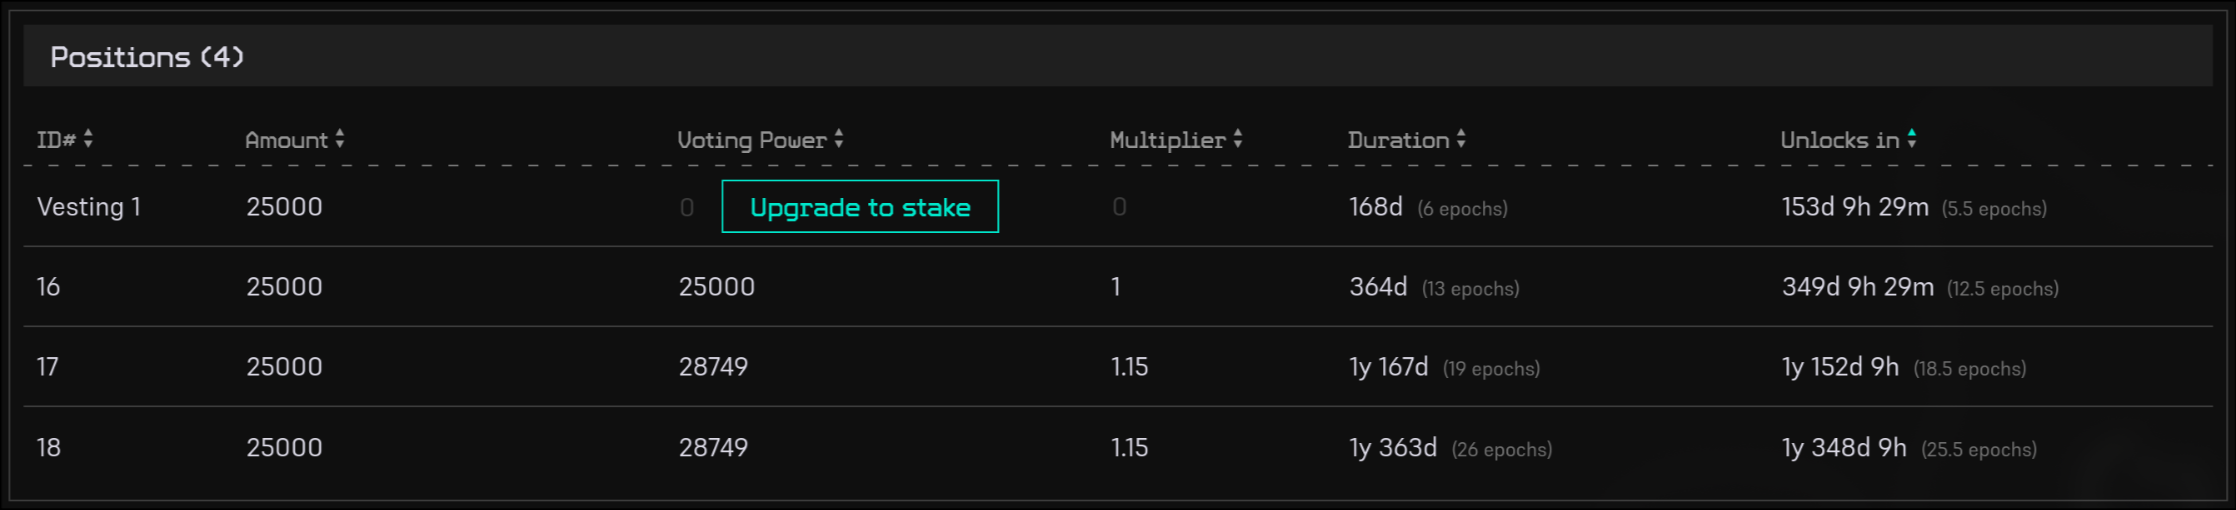 Positions (4)
ID# Amount Voting Power Multiplier Duration Unlocks in
Vesting 1 25000 0 Upgrade to stake 0 168d (6 epochs) 153d 9h 29m (5.5 epochs)
16 25000 25000 1 364d (13 epochs) 349d 9h 29m (12.5 epochs)
17 25000 28749 1.15 1y 167d (19 epochs) 1y 152d 9h (18.5 epochs)
18 25000 28749 1.15 1y 363d (26 epochs) 1y 348d 9h (25.5 epochs)